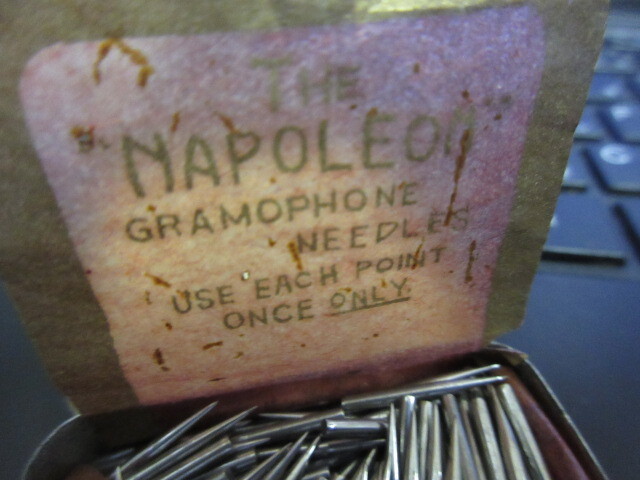 THE
"NAPOLEON"
GRAMOPHONE
NEEDLES
USE EACH POINT
ONCE ONLY.